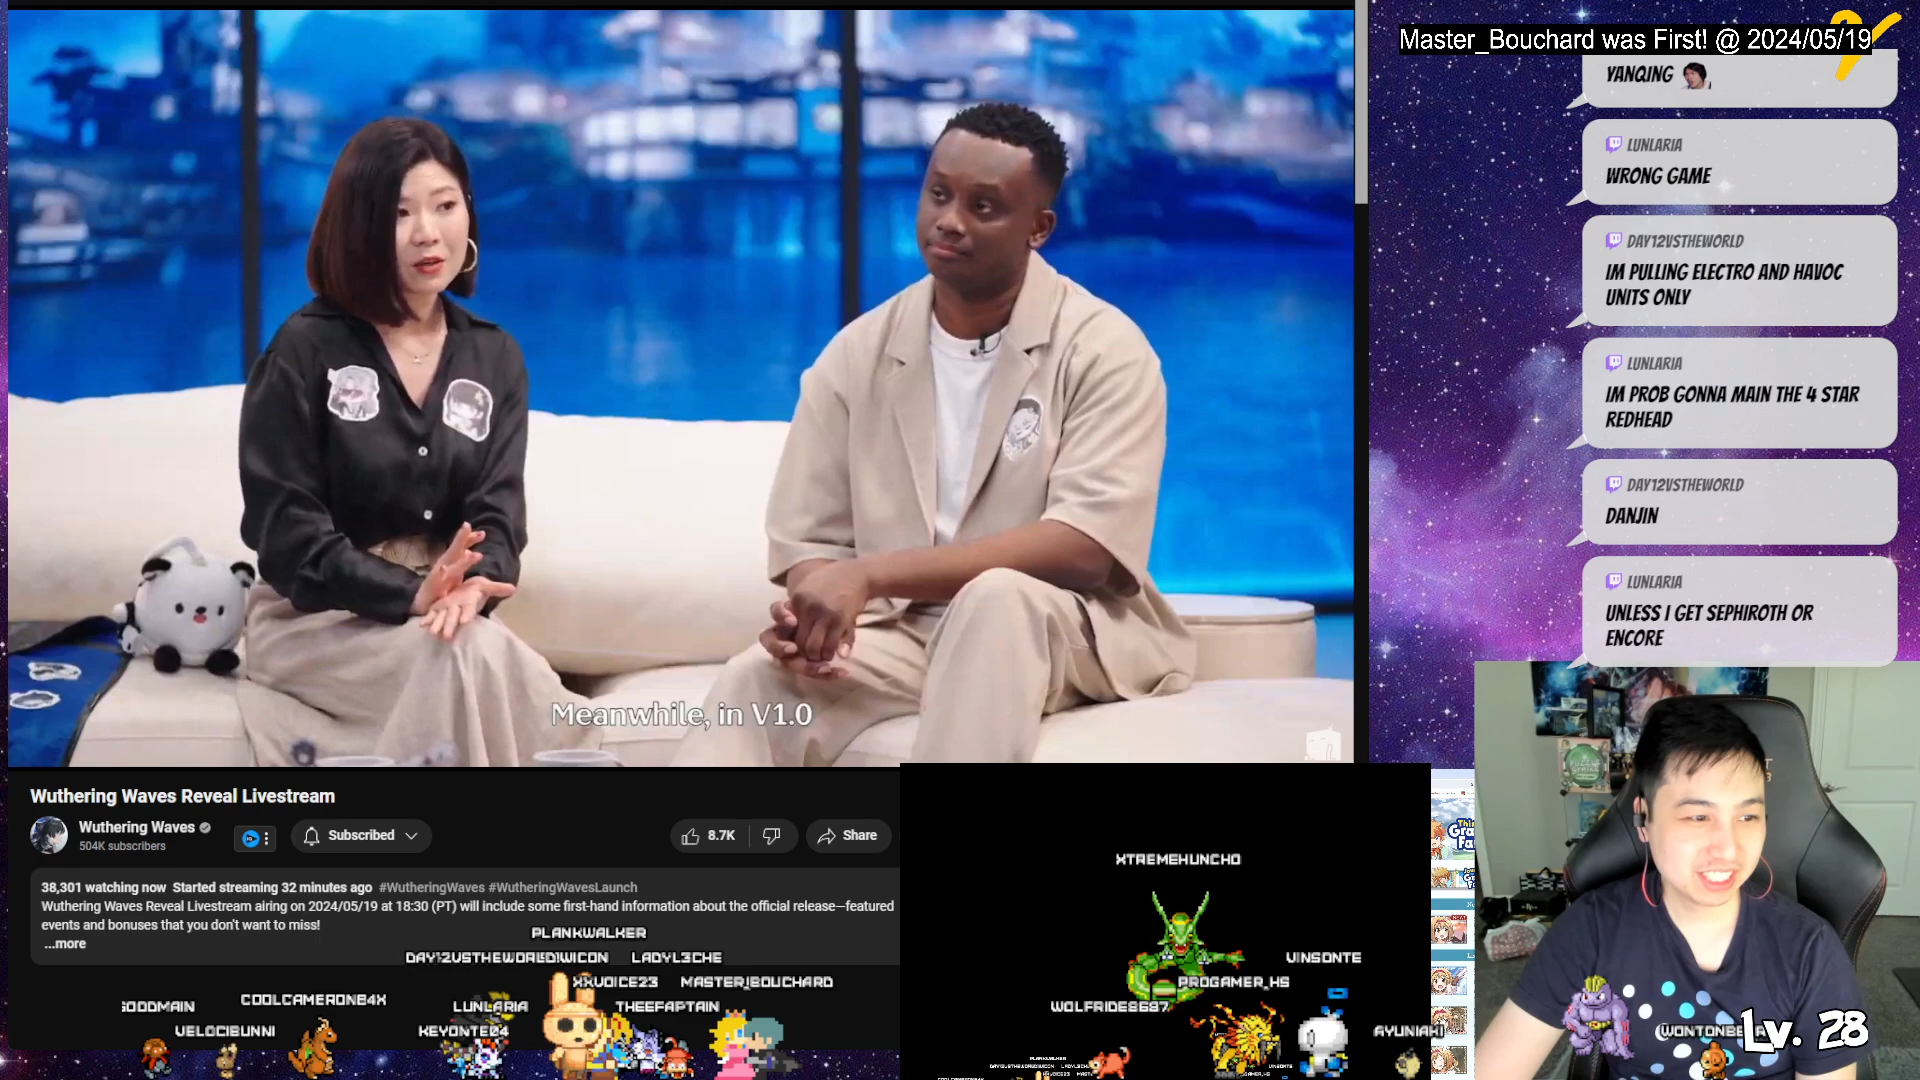 Master_Bouchard was First! @ 2024/05/19
YANQING
LUNLARIA
WRONG GAME
DAY12VSTHEWORLD
IM PULLING ELECTRO AND HAVOC
UNITS ONLY
LUNLARIA
IM PROB GONNA MAIN THE 4 STAR
REDHEAD
DAY12VSTHEWORLD
DANJIN
LUNLARIA
UNLESS I GET SEPHIROTH OR
ENCORE
Meanwhile, in V1.0
Wuthering Waves Reveal Livestream
Wuthering Waves
504K subscribers
Subscribed
8.7K
Share
38,301 watching now Started streaming 32 minutes ago #WutheringWaves #WutheringWavesLaunch
Wuthering Waves Reveal Livestream airing on 2024/05/19 at 18:30 (PT) will include some first-hand information about the official release—featured
events and bonuses that you don't want to miss!
...more
PLANKWALKER
LADYL3CHE
XXVOICE23
MASTER_BOUCHARD
COOLCAMERONB4X
LUNLARIA
THEEFAPTAIN
VELOCIBUNNI
KEYONTE04
XTREMEHUNCHO
VINSONTE
PROGAMER_HS
WOLFRIDE8687
AYUNIAKI
Lv. 28